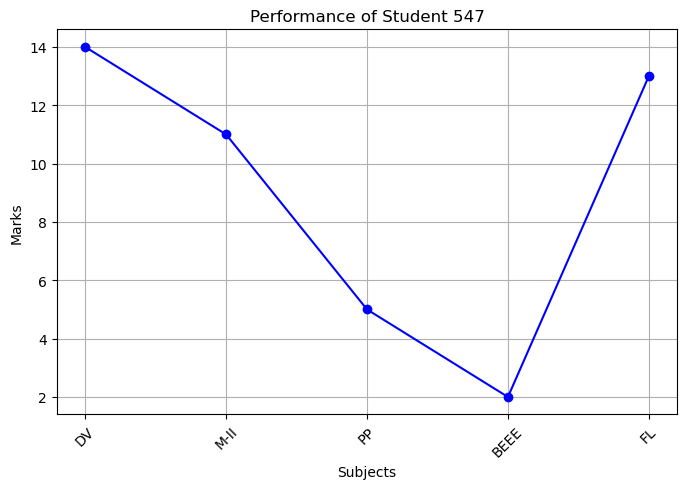 Performance of Student 547
Marks
14
12
10
8
6
4
2
DV
M-II
PP
BEEE
FL
Subjects